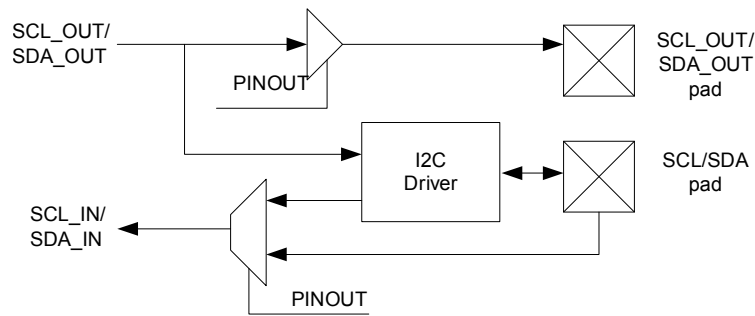 SCL_OUT/
SDA_OUT
PINOUT
SCL_OUT/
SDA_OUT
pad
I2C
Driver
SCL/SDA
pad
SCL_IN/
SDA_IN
PINOUT